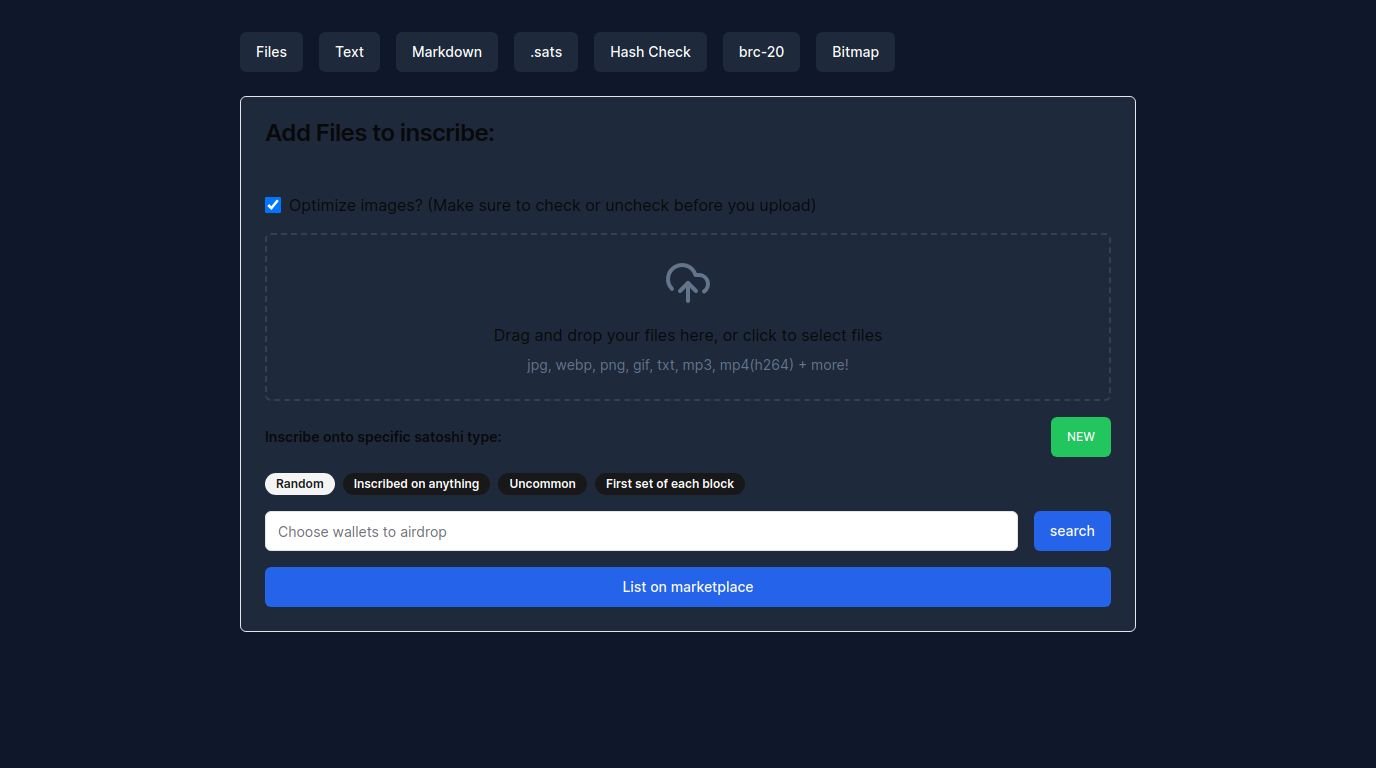 Files Text Markdown .sats Hash Check brc-20 Bitmap
Add Files to inscribe:
Optimize images? (Make sure to check or uncheck before you upload)
Drag and drop your files here, or click to select files
jpg, webp, png, gif, txt, mp3, mp4(h264) + more!
Inscribe onto specific satoshi type: NEW
Random Inscribed on anything Uncommon First set of each block
Choose wallets to airdrop search
List on marketplace